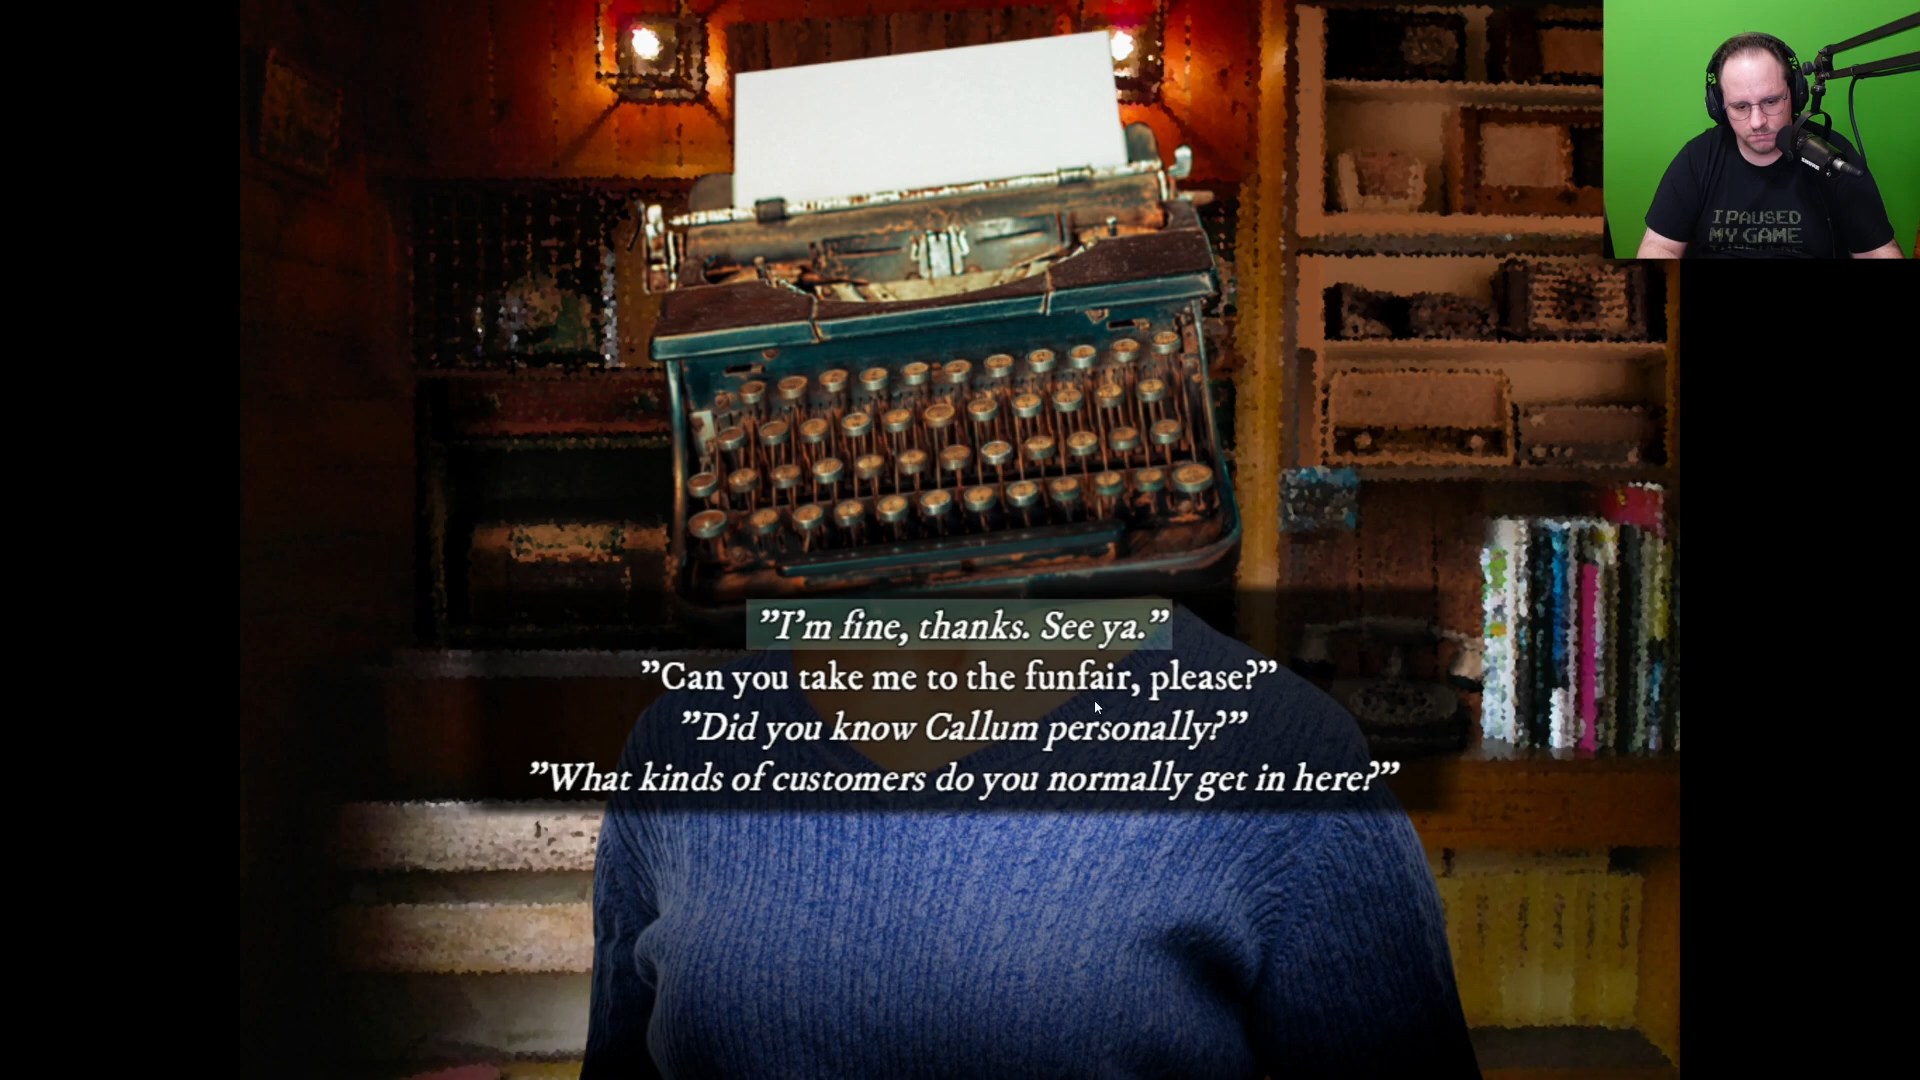 I PAUSED
MY GAME
SHURE
"I'm fine, thanks. See ya."
"Can you take me to the funfair, please?"
"Did you know Callum personally?"
"What kinds of customers do you normally get in here?"